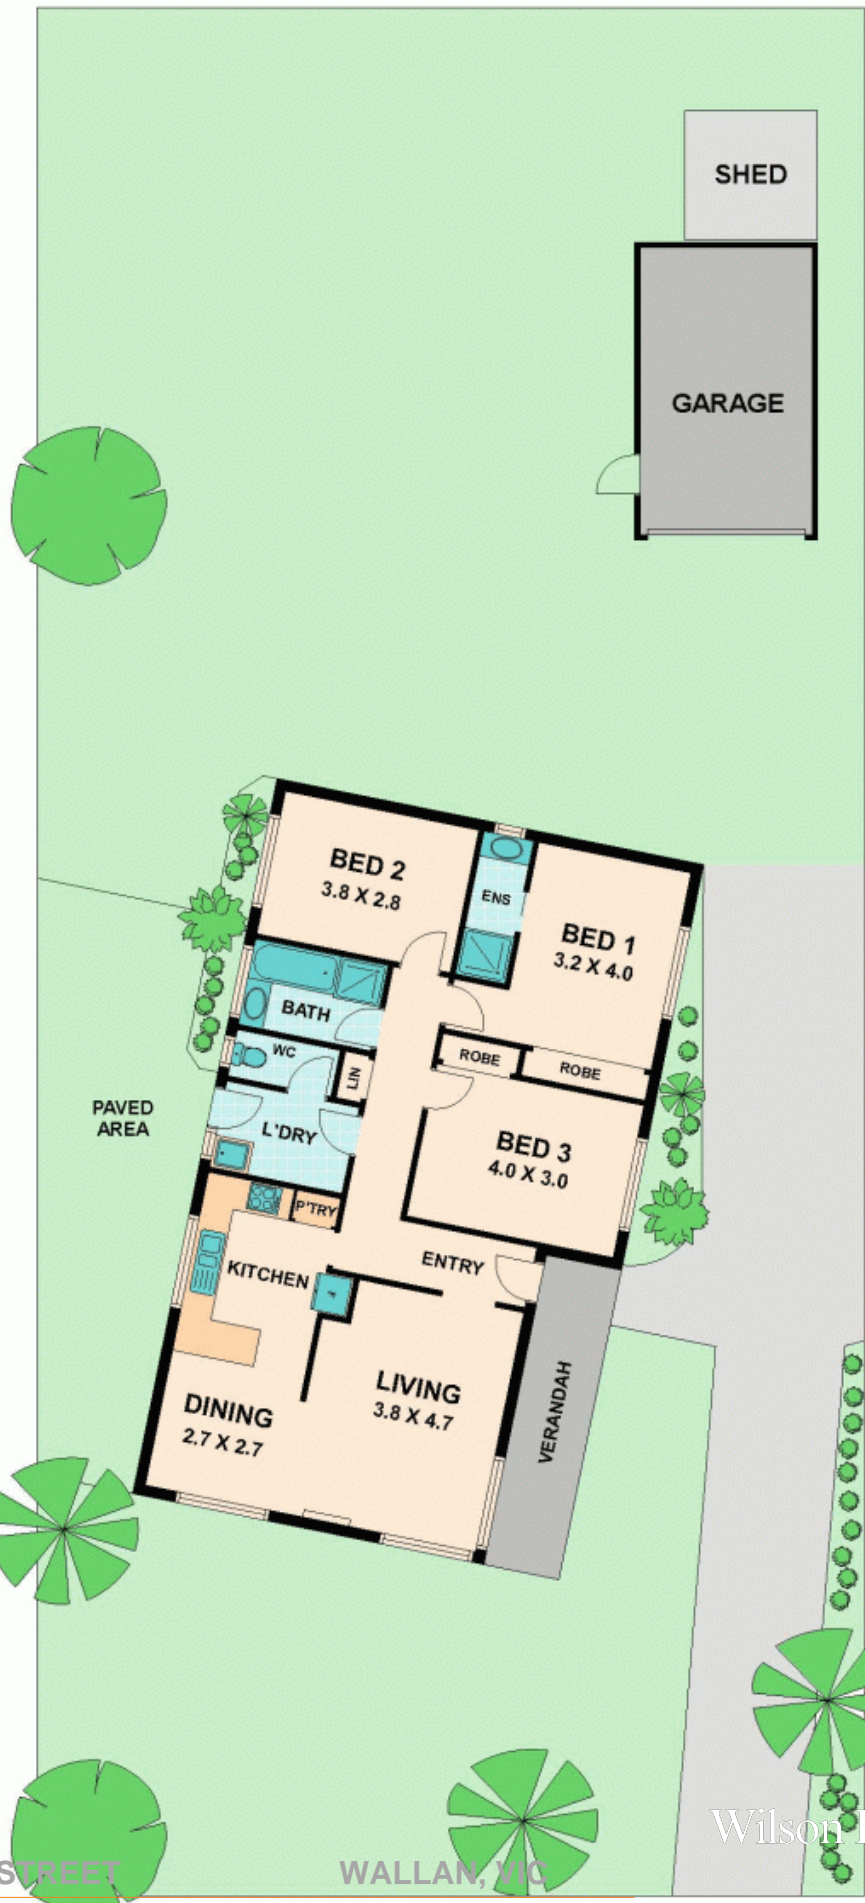 SHED
GARAGE
BED 2
3.8 X 2.8
ENS
BED 1
3.2 X 4.0
BATH
WC
LIN
ROBE
ROBE
PAVED
AREA
L'DRY
BED 3
4.0 X 3.0
P'TRY
KITCHEN
ENTRY
LIVING
3.8 X 4.7
DINING
2.7 X 2.7
VERANDAH
Wilson
STREET
WALLAN, VIC